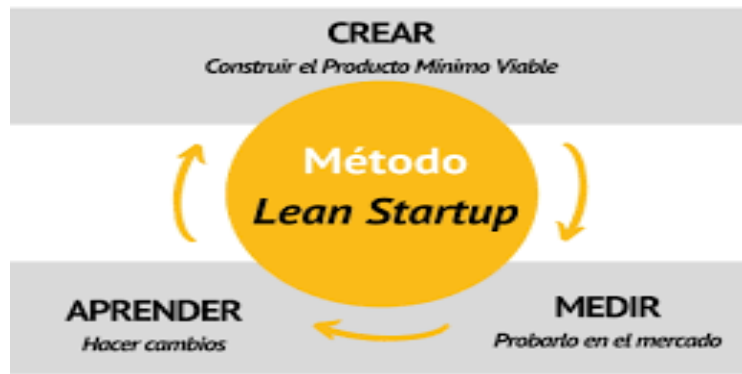 CREAR
Construir el Producto Mínimo Viable
Método
Lean Startup
APRENDER
Hacer cambios
MEDIR
Probarlo en el mercado